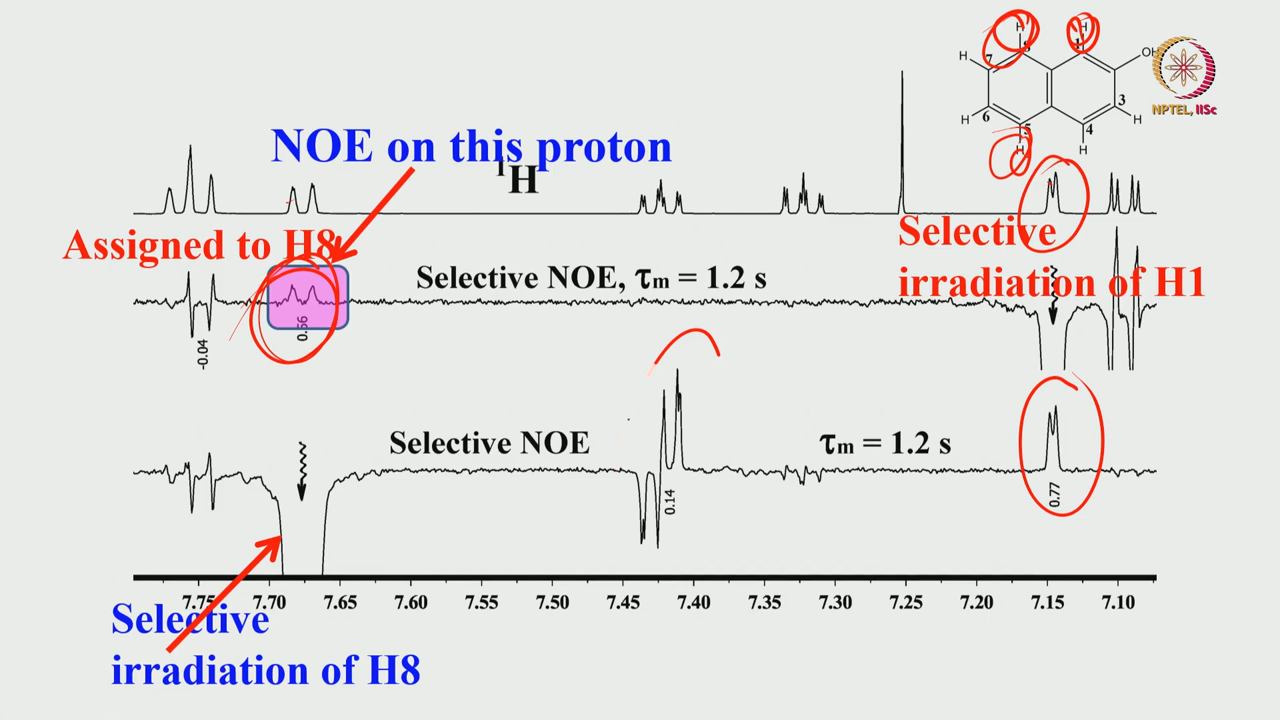 H
H
OH
8
1
H
7
3
6
H
H
5
4
H
H
NPTEL, IISc
NOE on this proton
1H
Assigned to H8
Selective
irradiation of H1
Selective NOE, τm = 1.2 s
0.56
-0.04
Selective NOE
τm = 1.2 s
0.14
0.77
7.75 7.70 7.65 7.60 7.55 7.50 7.45 7.40 7.35 7.30 7.25 7.20 7.15 7.10
Selective
irradiation of H8